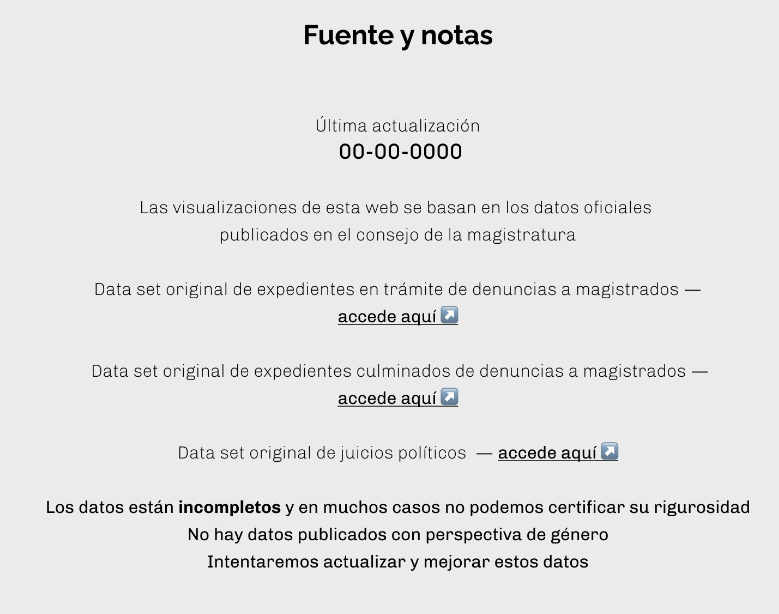 Fuente y notas
Última actualización
00-00-0000
Las visualizaciones de esta web se basan en los datos oficiales
publicados en el consejo de la magistratura
Data set original de expedientes en trámite de denuncias a magistrados —
accede aquí ↗
Data set original de expedientes culminados de denuncias a magistrados —
accede aquí ↗
Data set original de juicios políticos — accede aquí ↗
Los datos están incompletos y en muchos casos no podemos certificar su rigurosidad
No hay datos publicados con perspectiva de género
Intentaremos actualizar y mejorar estos datos